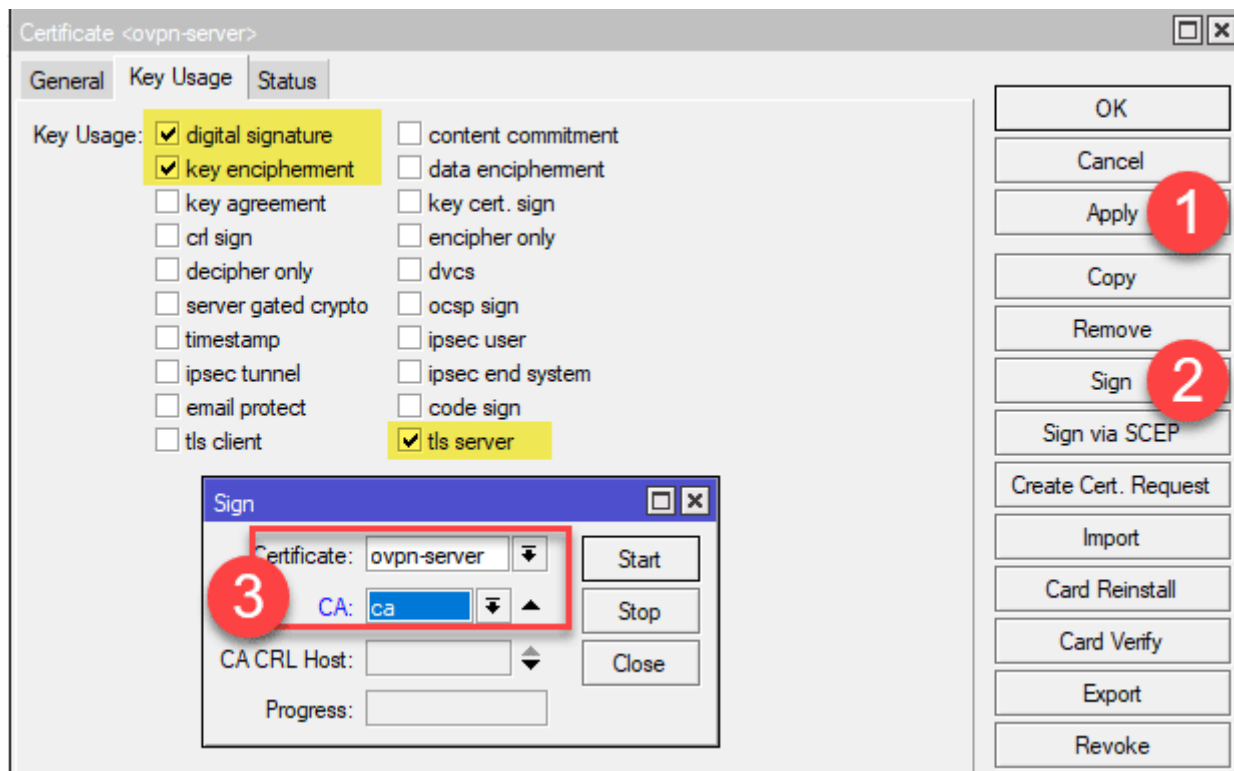 Certificate <ovpn-server>
General Key Usage Status
Key Usage: digital signature content commitment
key encipherment data encipherment
key agreement key cert. sign
crl sign encipher only
decipher only dvcs
server gated crypto ocsp sign
timestamp ipsec user
ipsec tunnel ipsec end system
email protect code sign
tls client tls server
Sign
Certificate: ovpn-server
CA: ca
3
CA CRL Host:
Progress:
Start
Stop
Close
OK
Cancel
Apply 1
Copy
Remove
Sign 2
Sign via SCEP
Create Cert. Request
Import
Card Reinstall
Card Verify
Export
Revoke